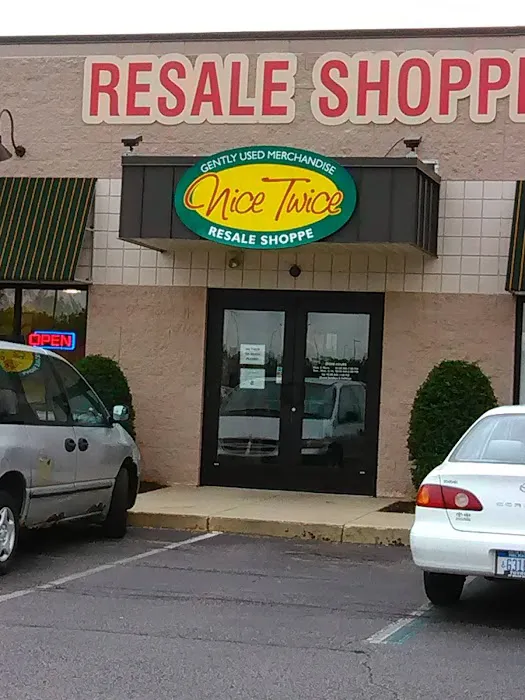 RESALE SHOPPE
GENTLY USED MERCHANDISE
Nice Twice
RESALE SHOPPE
OPEN